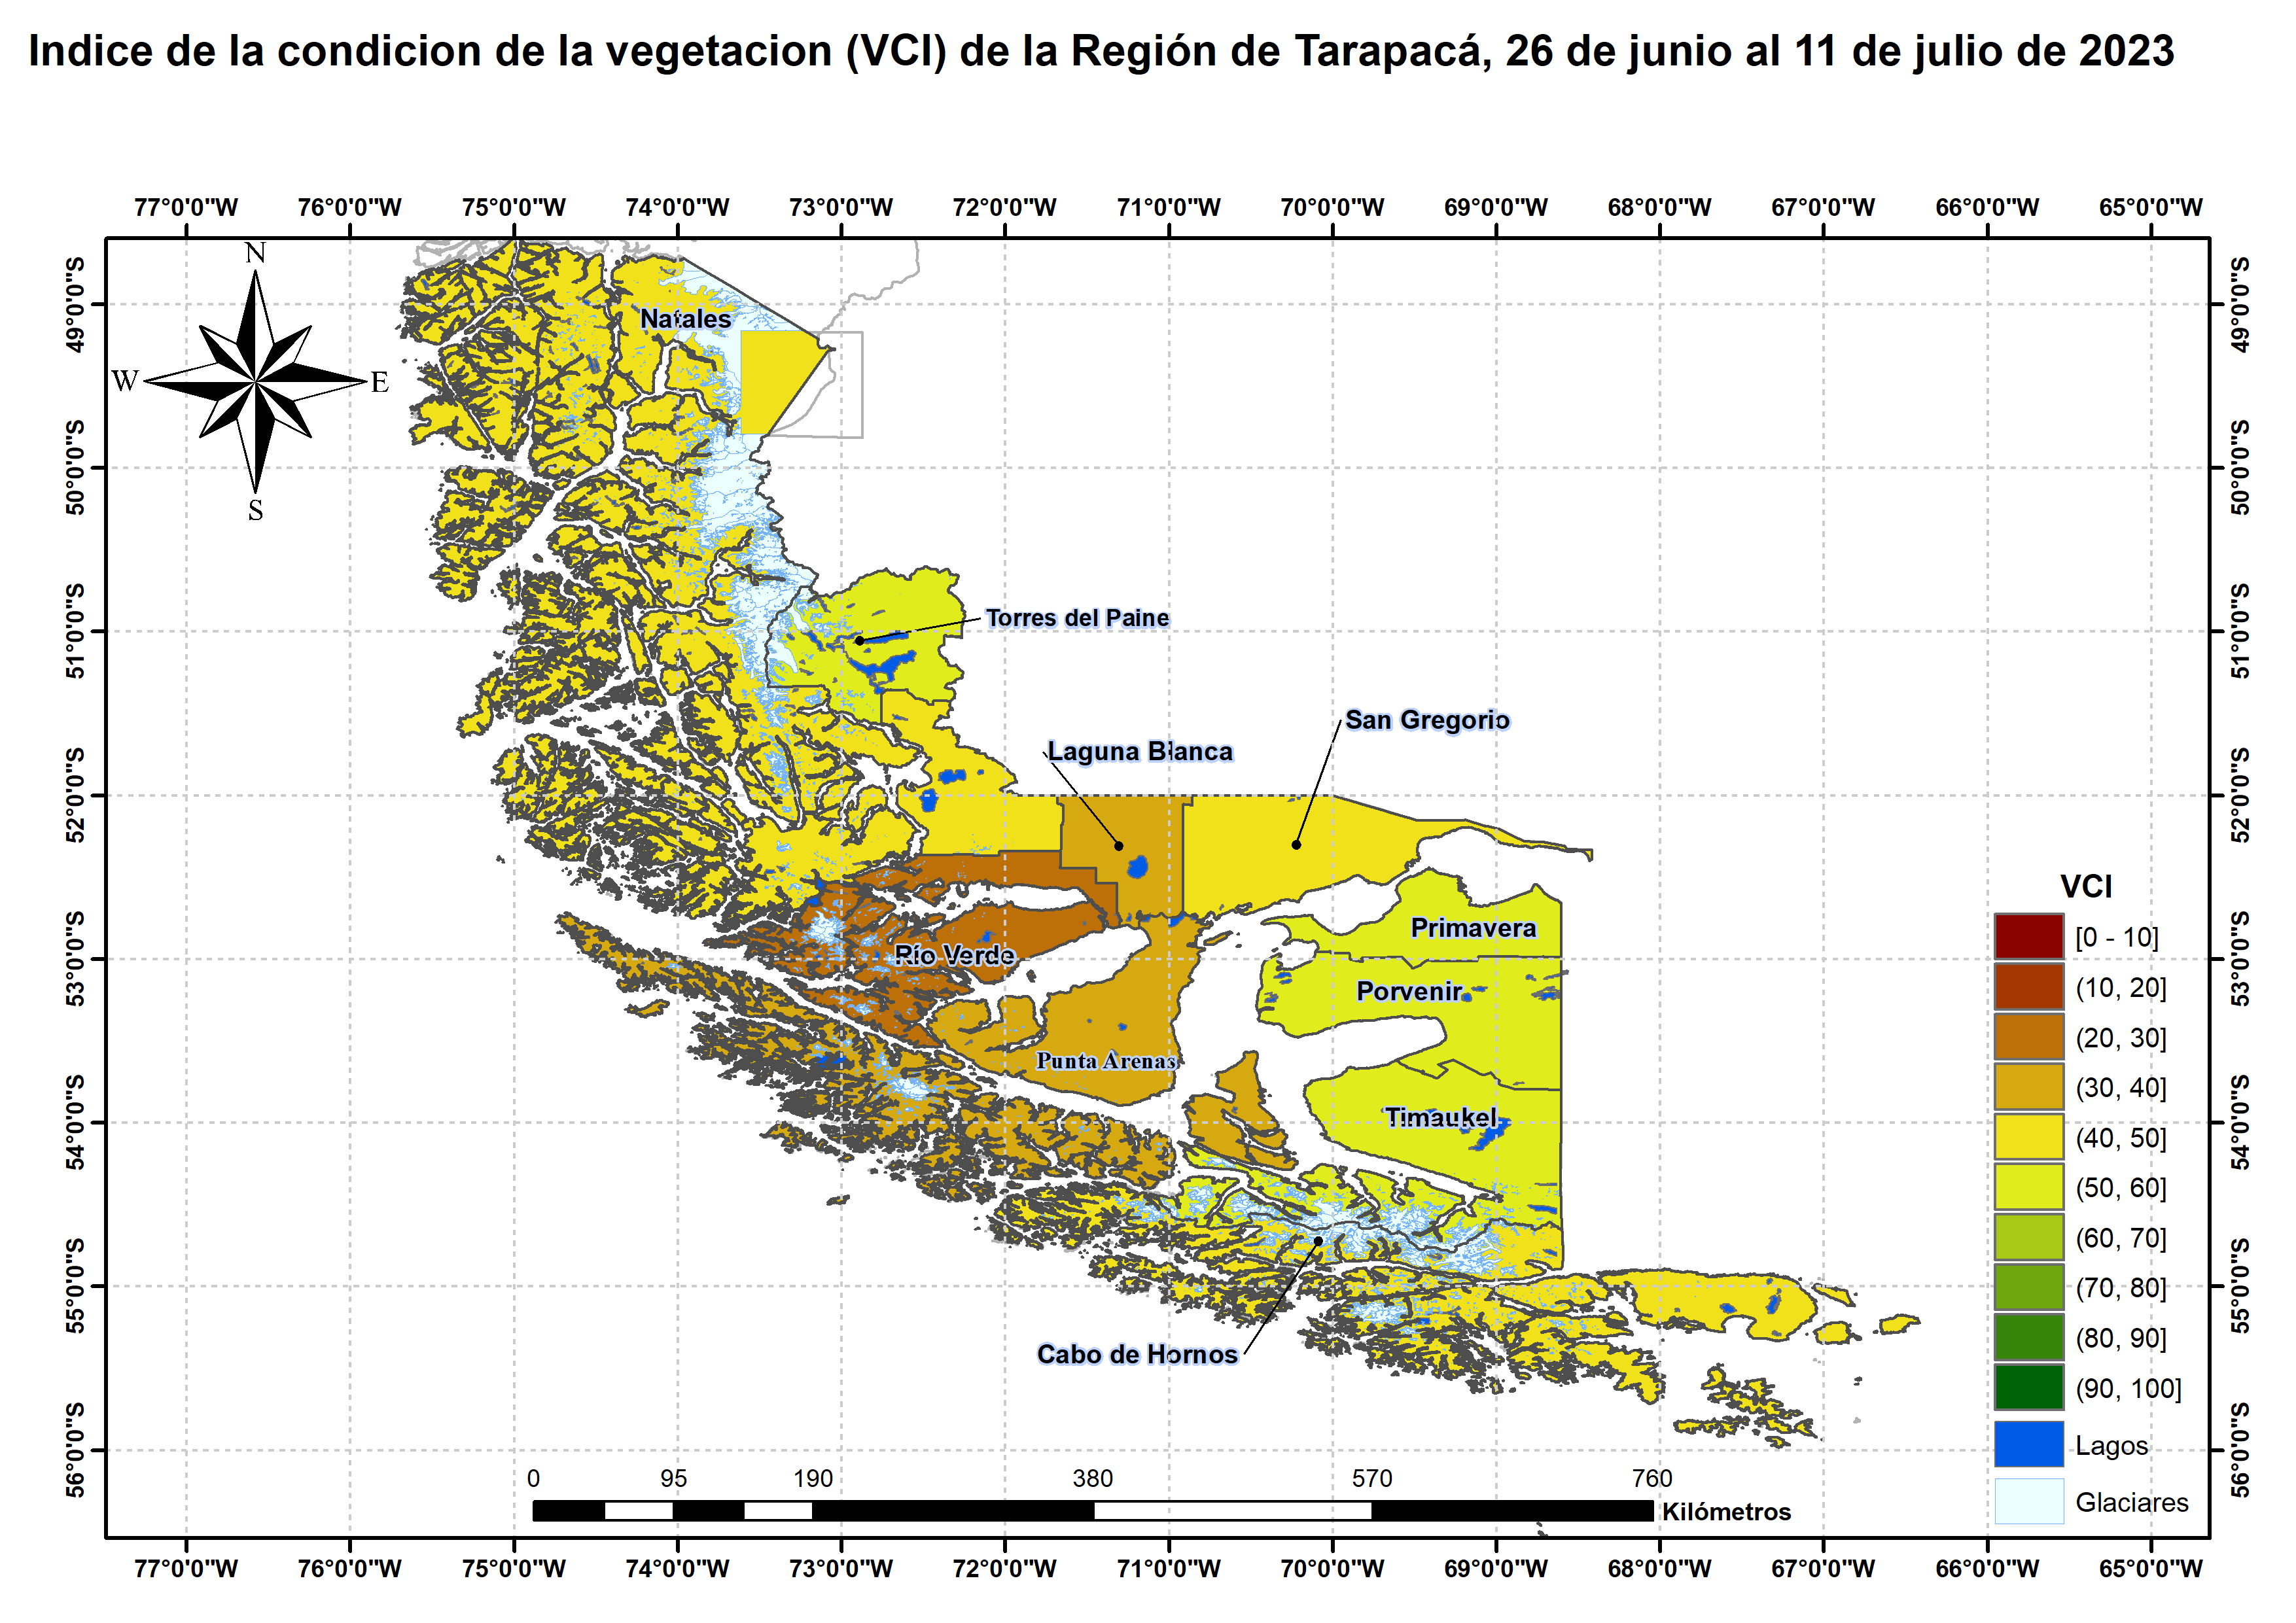 Indice de la condicion de la vegetacion (VCI) de la Región de Tarapacá, 26 de junio al 11 de julio de 2023
77°0'0"W 76°0'0"W 75°0'0"W 74°0'0"W 73°0'0"W 72°0'0"W 71°0'0"W 70°0'0"W 69°0'0"W 68°0'0"W 67°0'0"W 66°0'0"W 65°0'0"W
N
W E
S
49°0'0"S 49°0'0"S
50°0'0"S 50°0'0"S
51°0'0"S 51°0'0"S
52°0'0"S 52°0'0"S
53°0'0"S 53°0'0"S
54°0'0"S 54°0'0"S
55°0'0"S 55°0'0"S
56°0'0"S 56°0'0"S
Natales
Torres del Paine
San Gregorio
Laguna Blanca
Primavera
Río Verde
Porvenir
Punta Arenas
Timaukel
Cabo de Hornos
VCI
[0 - 10]
(10, 20]
(20, 30]
(30, 40]
(40, 50]
(50, 60]
(60, 70]
(70, 80]
(80, 90]
(90, 100]
Lagos
Glaciares
0 95 190 380 570 760
Kilómetros
77°0'0"W 76°0'0"W 75°0'0"W 74°0'0"W 73°0'0"W 72°0'0"W 71°0'0"W 70°0'0"W 69°0'0"W 68°0'0"W 67°0'0"W 66°0'0"W 65°0'0"W